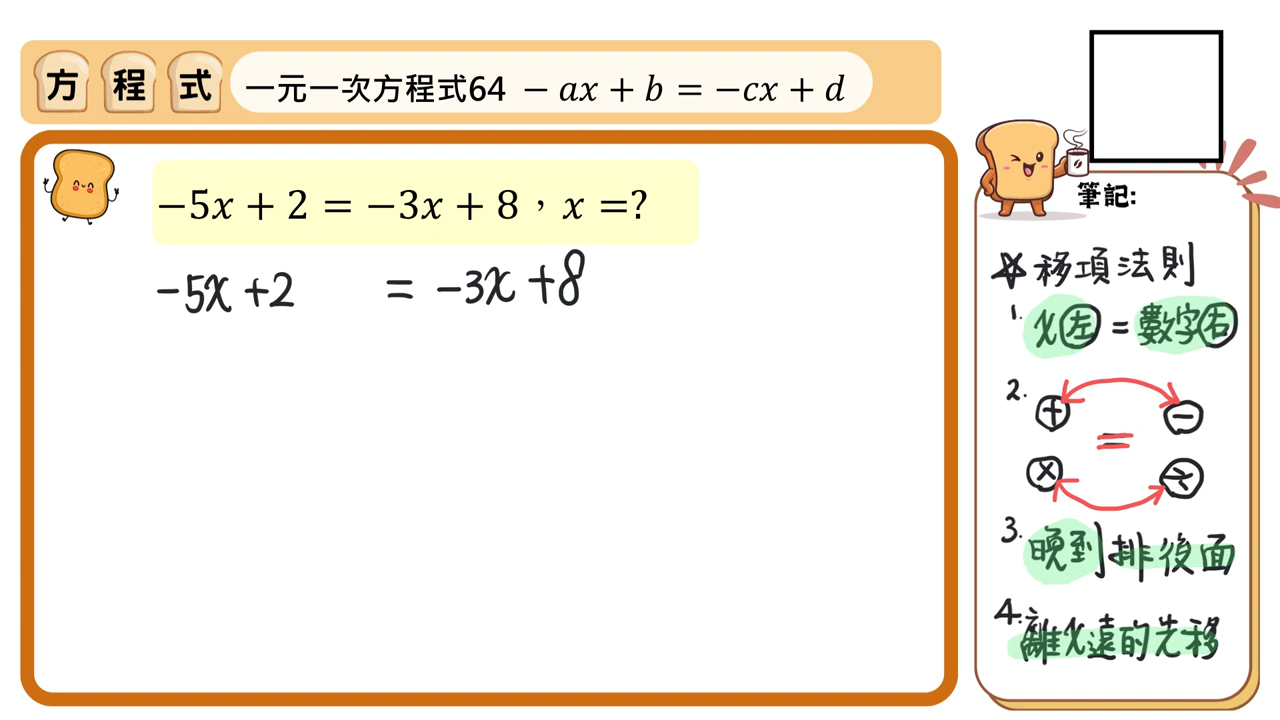 方程式 一元一次方程式64 −ax + b = −cx + d
−5x + 2 = −3x + 8，x =?
−5x +2 = −3x +8
筆記:
☆移項法則
1. x左 = 數字右
2. + = −
× ÷
3. 晚到排後面
4. 離x遠的先移